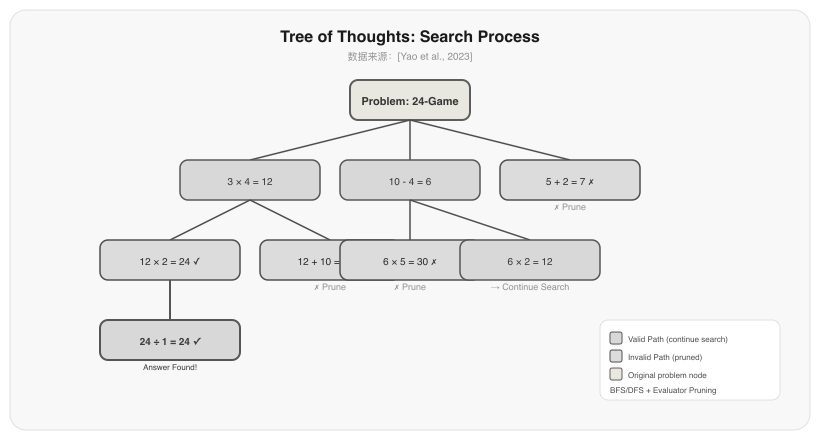 Tree of Thoughts: Search Process
数据来源：[Yao et al., 2023]
Problem: 24-Game
3 × 4 = 12
10 - 4 = 6
5 + 2 = 7 ✗
✗ Prune
12 × 2 = 24 ✓
12 + 10 =
6 × 5 = 30 ✗
6 × 2 = 12
✗ Prune
✗ Prune
→ Continue Search
24 ÷ 1 = 24 ✓
Answer Found!
Valid Path (continue search)
Invalid Path (pruned)
Original problem node
BFS/DFS + Evaluator Pruning